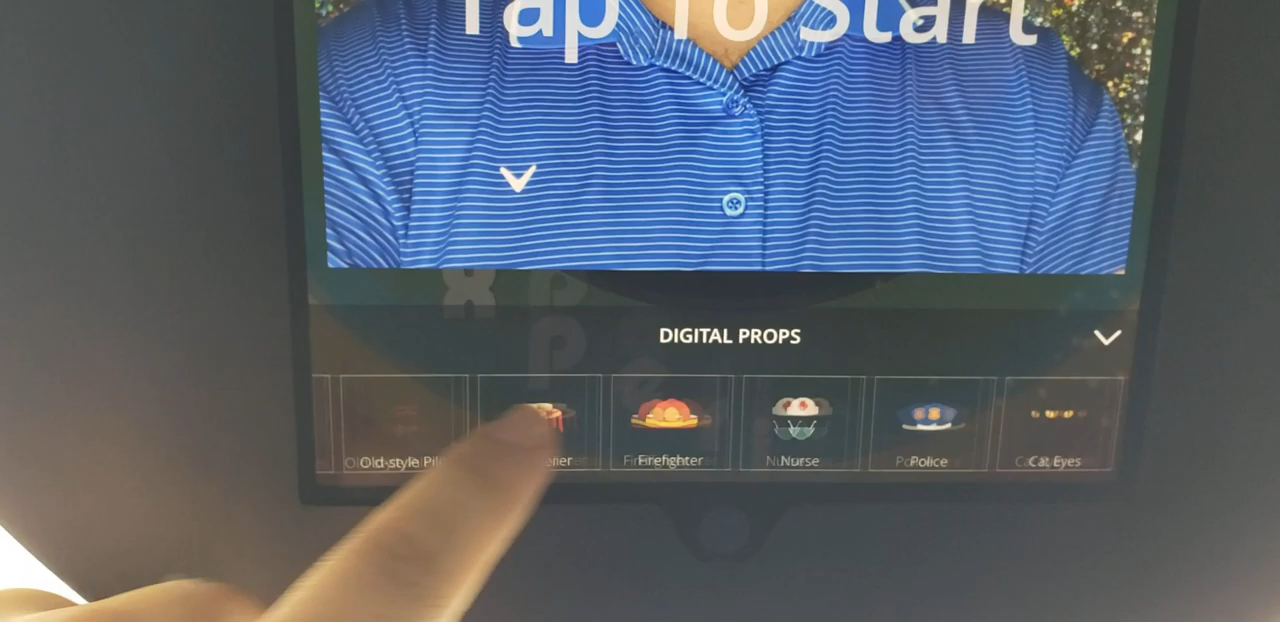 Tap To Start
DIGITAL PROPS
Old-style Pil
Firefighter
Nurse
Police
Cat Eyes